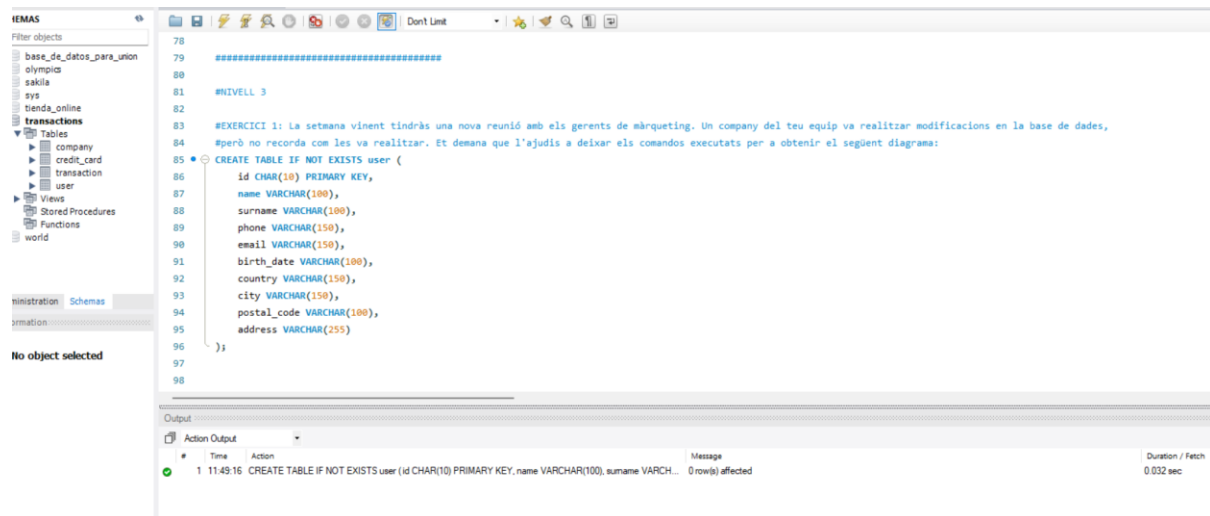 Filter objects
base_de_datos_para_union
olympics
sakila
sys
tienda_online
transactions
Tables
company
credit_card
transaction
user
Views
Stored Procedures
Functions
world
Schemas
No object selected
Don't Limit
78
79 ########################################
80
81 #NIVELL 3
82
83 #EXERCICI 1: La setmana vinent tindràs una nova reunió amb els gerents de màrqueting. Un company del teu equip va realitzar modificacions en la base de dades,
84 #però no recorda com les va realitzar. Et demana que l'ajudis a deixar els comandos executats per a obtenir el següent diagrama:
85 CREATE TABLE IF NOT EXISTS user (
86 id CHAR(10) PRIMARY KEY,
87 name VARCHAR(100),
88 surname VARCHAR(100),
89 phone VARCHAR(150),
90 email VARCHAR(150),
91 birth_date VARCHAR(100),
92 country VARCHAR(150),
93 city VARCHAR(150),
94 postal_code VARCHAR(100),
95 address VARCHAR(255)
96 );
97
98
Output
Action Output
# Time Action Message Duration / Fetch
1 11:49:16 CREATE TABLE IF NOT EXISTS user ( id CHAR(10) PRIMARY KEY, name VARCHAR(100), surname VARCH... 0 row(s) affected 0.032 sec